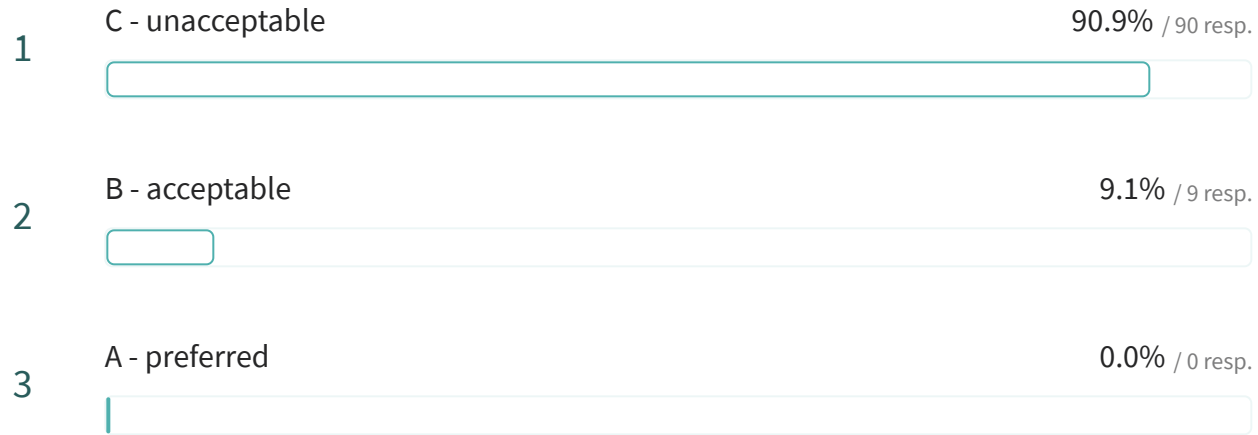 1
C - unacceptable
90.9% / 90 resp.
2
B - acceptable
9.1% / 9 resp.
3
A - preferred
0.0% / 0 resp.